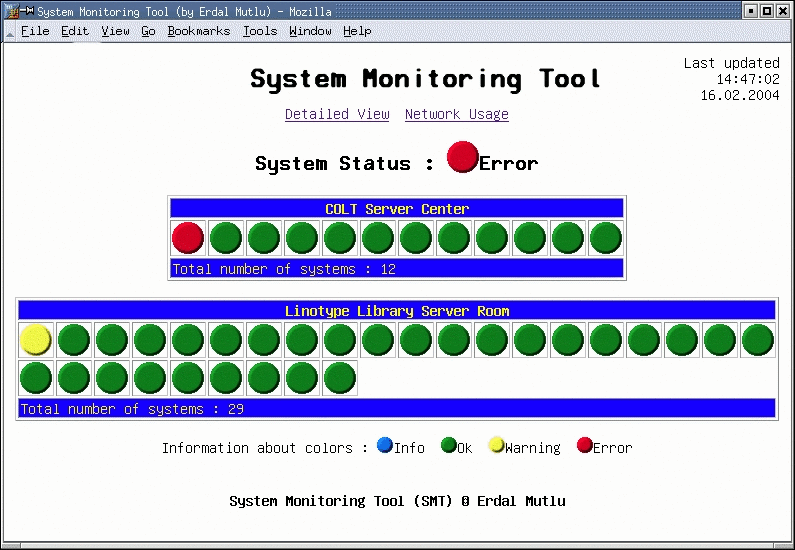 System Monitoring Tool (by Erdal Mutlu) - Mozilla
File Edit View Go Bookmarks Tools Window Help
Last updated
14:47:02
16.02.2004
System Monitoring Tool
Detailed View Network Usage
System Status : Error
COLT Server Center
Total number of systems : 12
Linotype Library Server Room
Total number of systems : 29
Information about colors : Info Ok Warning Error
System Monitoring Tool (SMT) 0 Erdal Mutlu